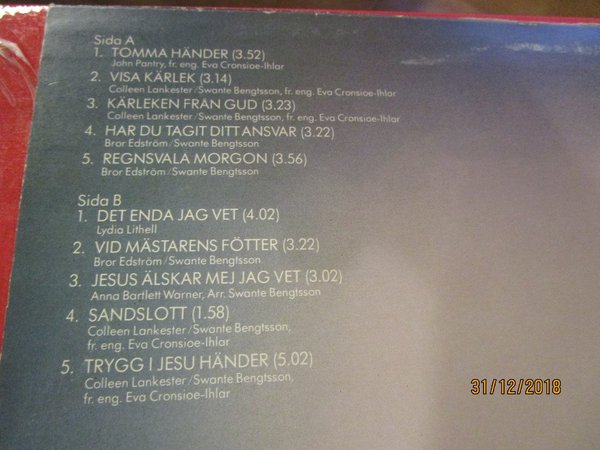 Sida A
1. TOMMA HÄNDER (3.52)
John Pantry, fr. eng. Eva Cronsioe-Ihlar
2. VISA KÄRLEK (3.14)
Colleen Lankester/Swante Bengtsson, fr. eng. Eva Cronsioe-Ihlar
3. KÄRLEKEN FRÅN GUD (3.23)
Colleen Lankester/Swante Bengtsson, fr. eng. Eva Cronsioe-Ihlar
4. HAR DU TAGIT DITT ANSVAR (3.22)
Bror Edström/Swante Bengtsson
5. REGNSVALA MORGON (3.56)
Bror Edström/Swante Bengtsson
Sida B
1. DET ENDA JAG VET (4.02)
Lydia Lithell
2. VID MÄSTARENS FÖTTER (3.22)
Bror Edström/Swante Bengtsson
3. JESUS ÄLSKAR MEJ JAG VET (3.02)
Anna Bartlett Warner, Arr. Swante Bengtsson
4. SANDSLOTT (1.58)
Colleen Lankester/Swante Bengtsson,
fr. eng. Eva Cronsioe-Ihlar
5. TRYGG I JESU HÄNDER (5.02)
Colleen Lankester/Swante Bengtsson,
fr. eng. Eva Cronsioe-Ihlar
31/12/2018